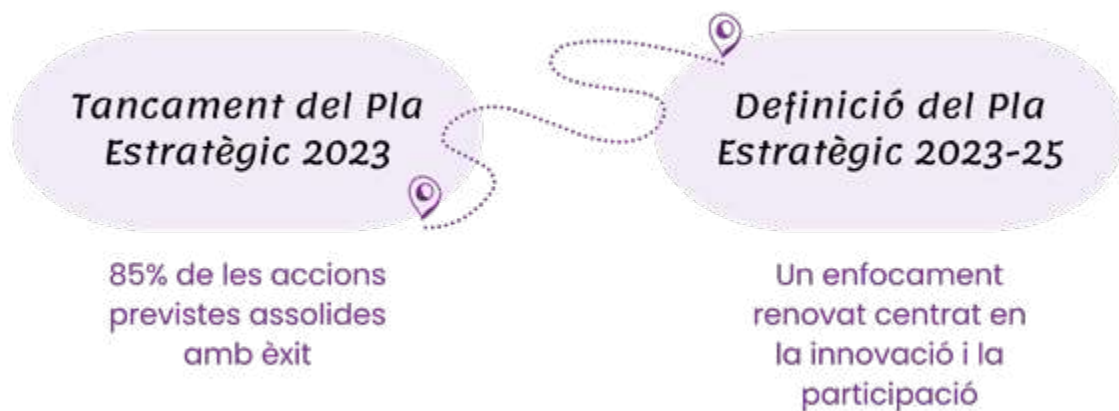 Tancament del Pla
Estratègic 2023
85% de les accions
previstes assolides
amb èxit
Definició del Pla
Estratègic 2023-25
Un enfocament
renovat centrat en
la innovació i la
participació